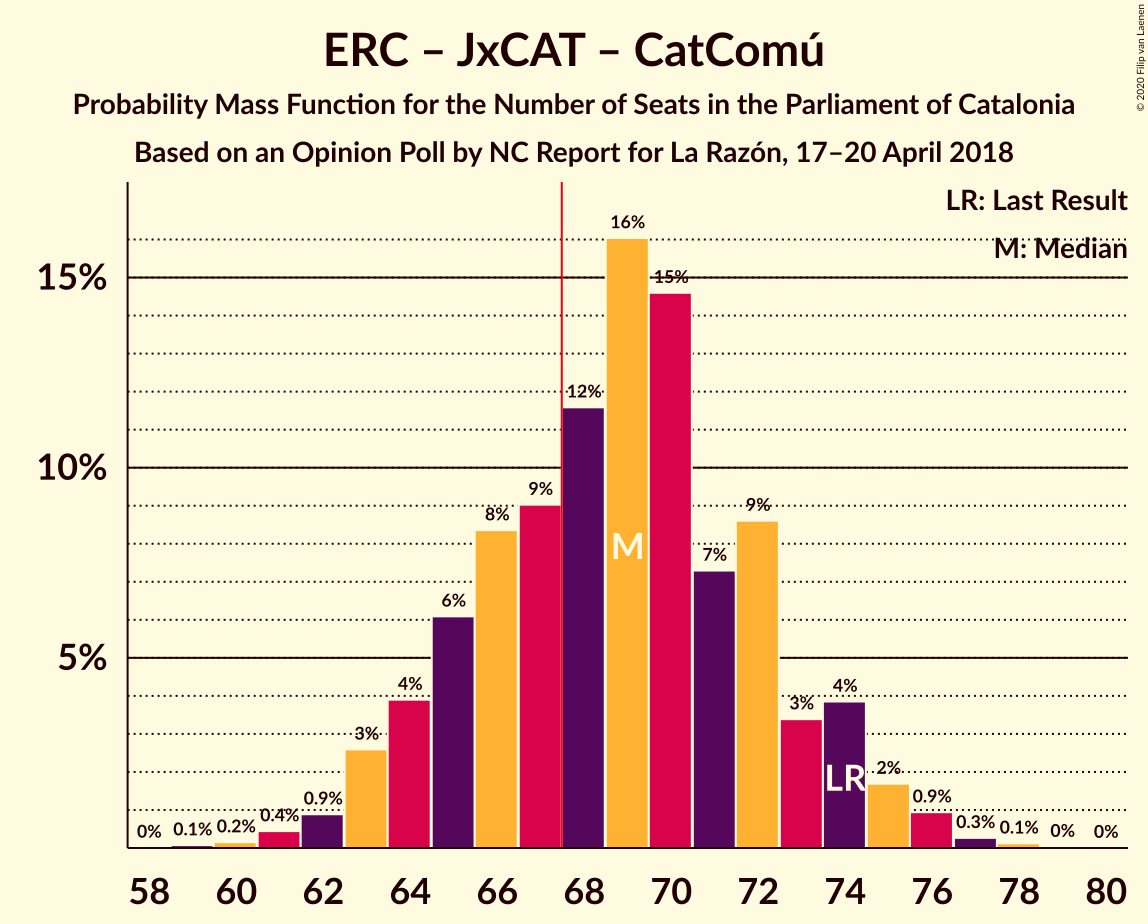 ERC – JxCAT – CatComú
Probability Mass Function for the Number of Seats in the Parliament of Catalonia
Based on an Opinion Poll by NC Report for La Razón, 17–20 April 2018
© 2020 Filip van Laenen
LR: Last Result
M: Median
15%
10%
5%
0%
0.1%
0.2%
0.4%
0.9%
3%
4%
6%
8%
9%
12%
16%
15%
7%
9%
3%
4%
2%
0.9%
0.3%
0.1%
0%
0%
M
LR
58 60 62 64 66 68 70 72 74 76 78 80